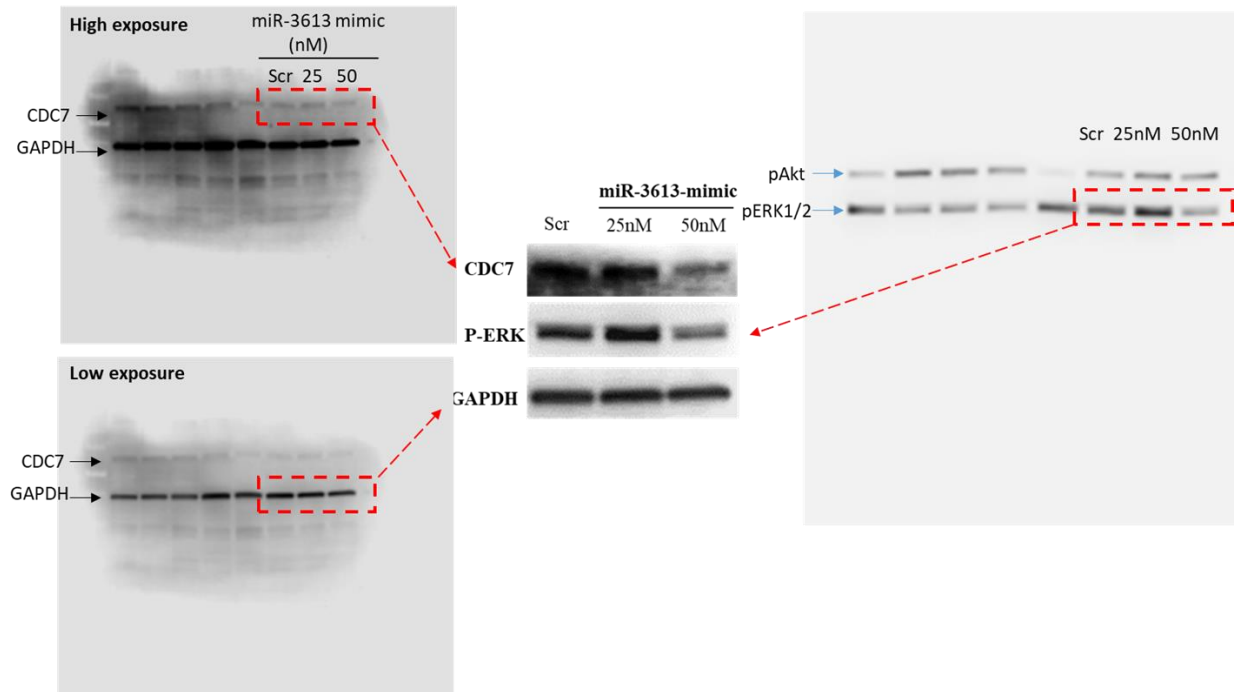 High exposure
miR-3613 mimic
(nM)
Scr 25 50
CDC7
GAPDH
Low exposure
CDC7
GAPDH
miR-3613-mimic
Scr 25nM 50nM
CDC7
P-ERK
GAPDH
Scr 25nM 50nM
pAkt
pERK1/2